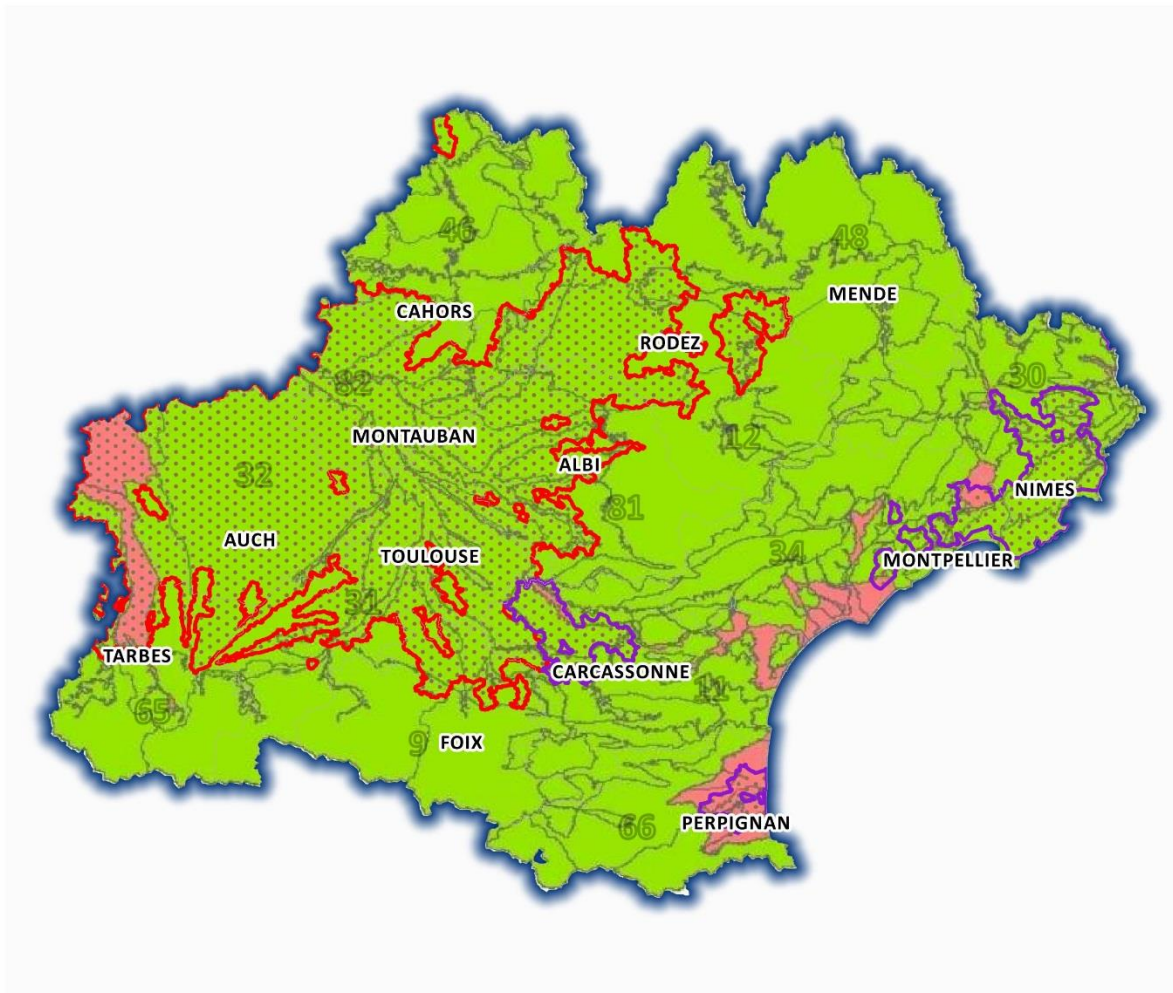 46
48
MENDE
CAHORS
RODEZ
30
82
12
MONTAUBAN
ALBI
32
NIMES
81
AUCH
TOULOUSE
34
MONTPELLIER
31
TARBES
CARCASSONNE
11
65
9
FOIX
66
PERPIGNAN